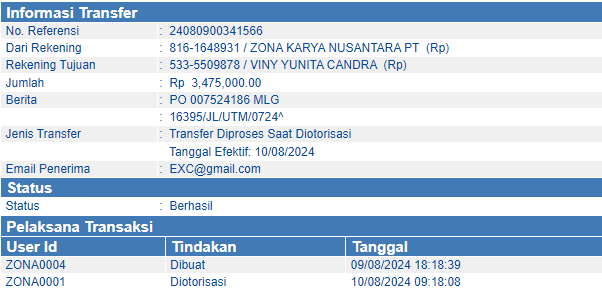 Informasi Transfer
No. Referensi : 24080900341566
Dari Rekening : 816-1648931 / ZONA KARYA NUSANTARA PT (Rp)
Rekening Tujuan : 533-5509878 / VINY YUNITA CANDRA (Rp)
Jumlah : Rp 3,475,000.00
Berita : PO 007524186 MLG
: 16395/JL/UTM/0724^
Jenis Transfer : Transfer Diproses Saat Diotorisasi
Tanggal Efektif: 10/08/2024
Email Penerima : EXC@gmail.com
Status
Status : Berhasil
Pelaksana Transaksi
User Id Tindakan Tanggal
ZONA0004 Dibuat 09/08/2024 18:18:39
ZONA0001 Diotorisasi 10/08/2024 09:18:08